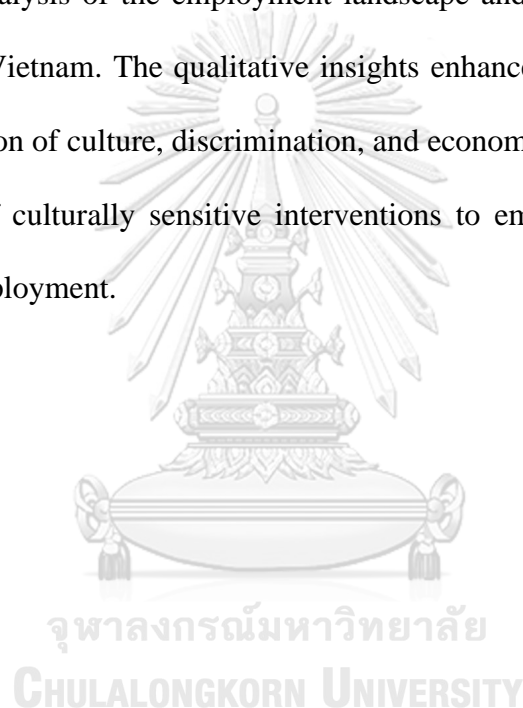 alysis of the employment landscape and
Vietnam. The qualitative insights enhance
on of culture, discrimination, and econom
culturally sensitive interventions to em
ployment.
จุฬาลงกรณ์มหาวิทยาลัย
CHULALONGKORN UNIVERSITY